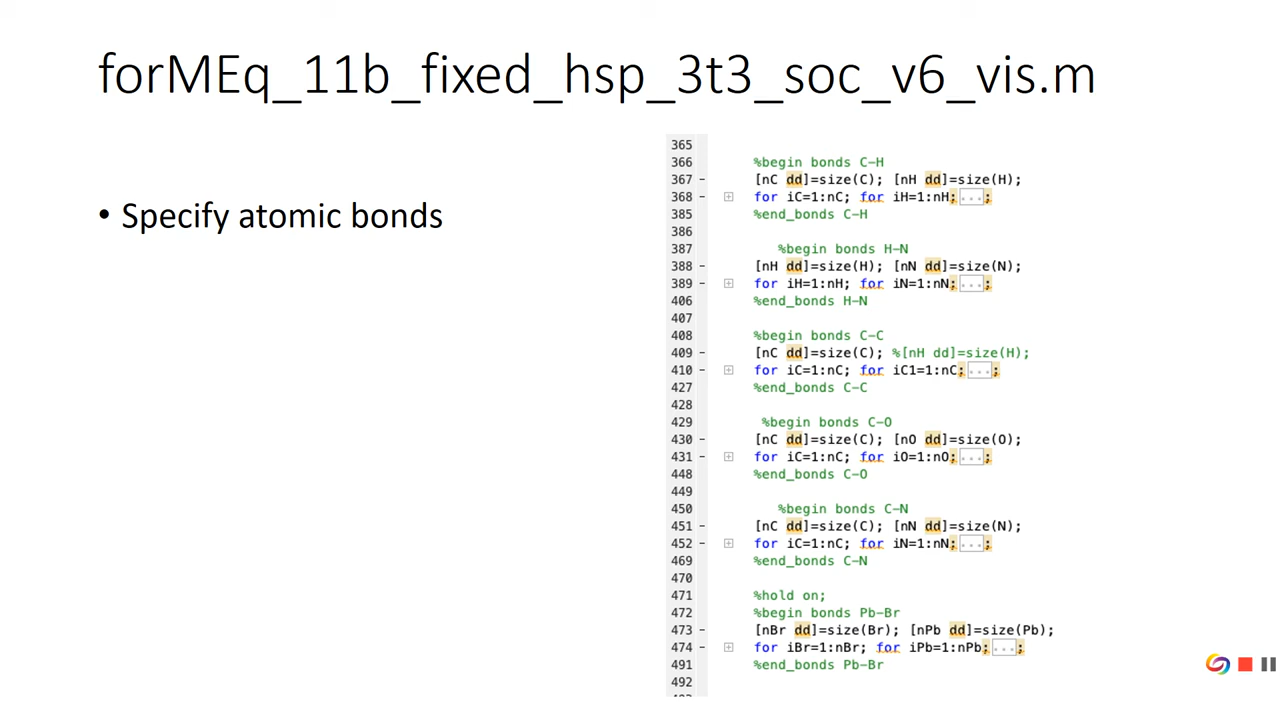 forMEq_11b_fixed_hsp_3t3_soc_v6_vis.m
• Specify atomic bonds
365
366 %begin bonds C-H
367 - [nC dd]=size(C); [nH dd]=size(H);
368 for iC=1:nC; for iH=1:nH;...;
385 %end_bonds C-H
386
387 %begin bonds H-N
388 - [nH dd]=size(H); [nN dd]=size(N);
389 for iH=1:nH; for iN=1:nN;...;
406 %end_bonds H-N
407
408 %begin bonds C-C
409 - [nC dd]=size(C); %[nH dd]=size(H);
410 - for iC=1:nC; for iC1=1:nC;...;
427 %end_bonds C-C
428
429 %begin bonds C-O
430 - [nC dd]=size(C); [nO dd]=size(O);
431 - for iC=1:nC; for iO=1:nO;...;
448 %end_bonds C-O
449
450 %begin bonds C-N
451 - [nC dd]=size(C); [nN dd]=size(N);
452 - for iC=1:nC; for iN=1:nN;...;
469 %end_bonds C-N
470
471 %hold on;
472 %begin bonds Pb-Br
473 - [nBr dd]=size(Br); [nPb dd]=size(Pb);
474 - for iBr=1:nBr; for iPb=1:nPb;...;
491 %end_bonds Pb-Br
492